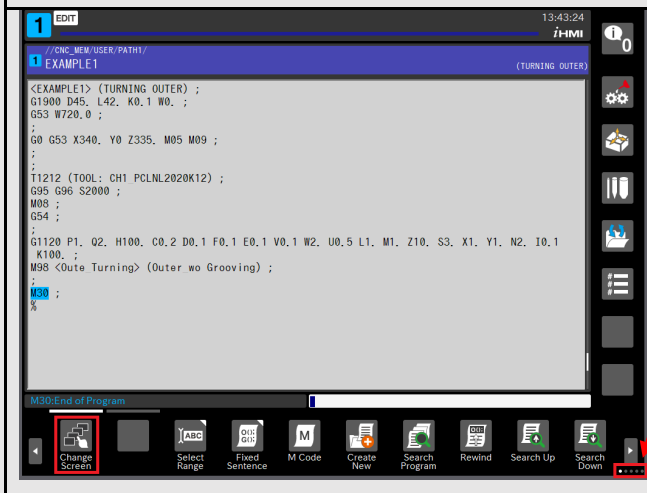 1
EDIT
13:43:24
iHMI
//CNC_MEM/USER/PATH1/
1 EXAMPLE1
(TURNING OUTER)
<EXAMPLE1> (TURNING OUTER) ;
G1900 D45. L42. K0.1 W0. ;
G53 W720.0 ;
;
G0 G53 X340. Y0 Z335. M05 M09 ;
;
;
T1212 (TOOL: CH1_PCLNL2020K12) ;
G95 G96 S2000 ;
M08 ;
G54 ;
;
G1120 P1. Q2. H100. C0.2 D0.1 F0.1 E0.1 V0.1 W2. U0.5 L1. M1. Z10. S3. X1. Y1. N2. I0.1
K100. ;
M98 <Oute_Turning> (Outer_wo Grooving) ;
;
M30 ;
%
M30:End of Program
Change
Screen
ABC
Select
Range
Fixed
Sentence
M
M Code
Create
New
Search
Program
Rewind
Search Up
Search
Down
i
0